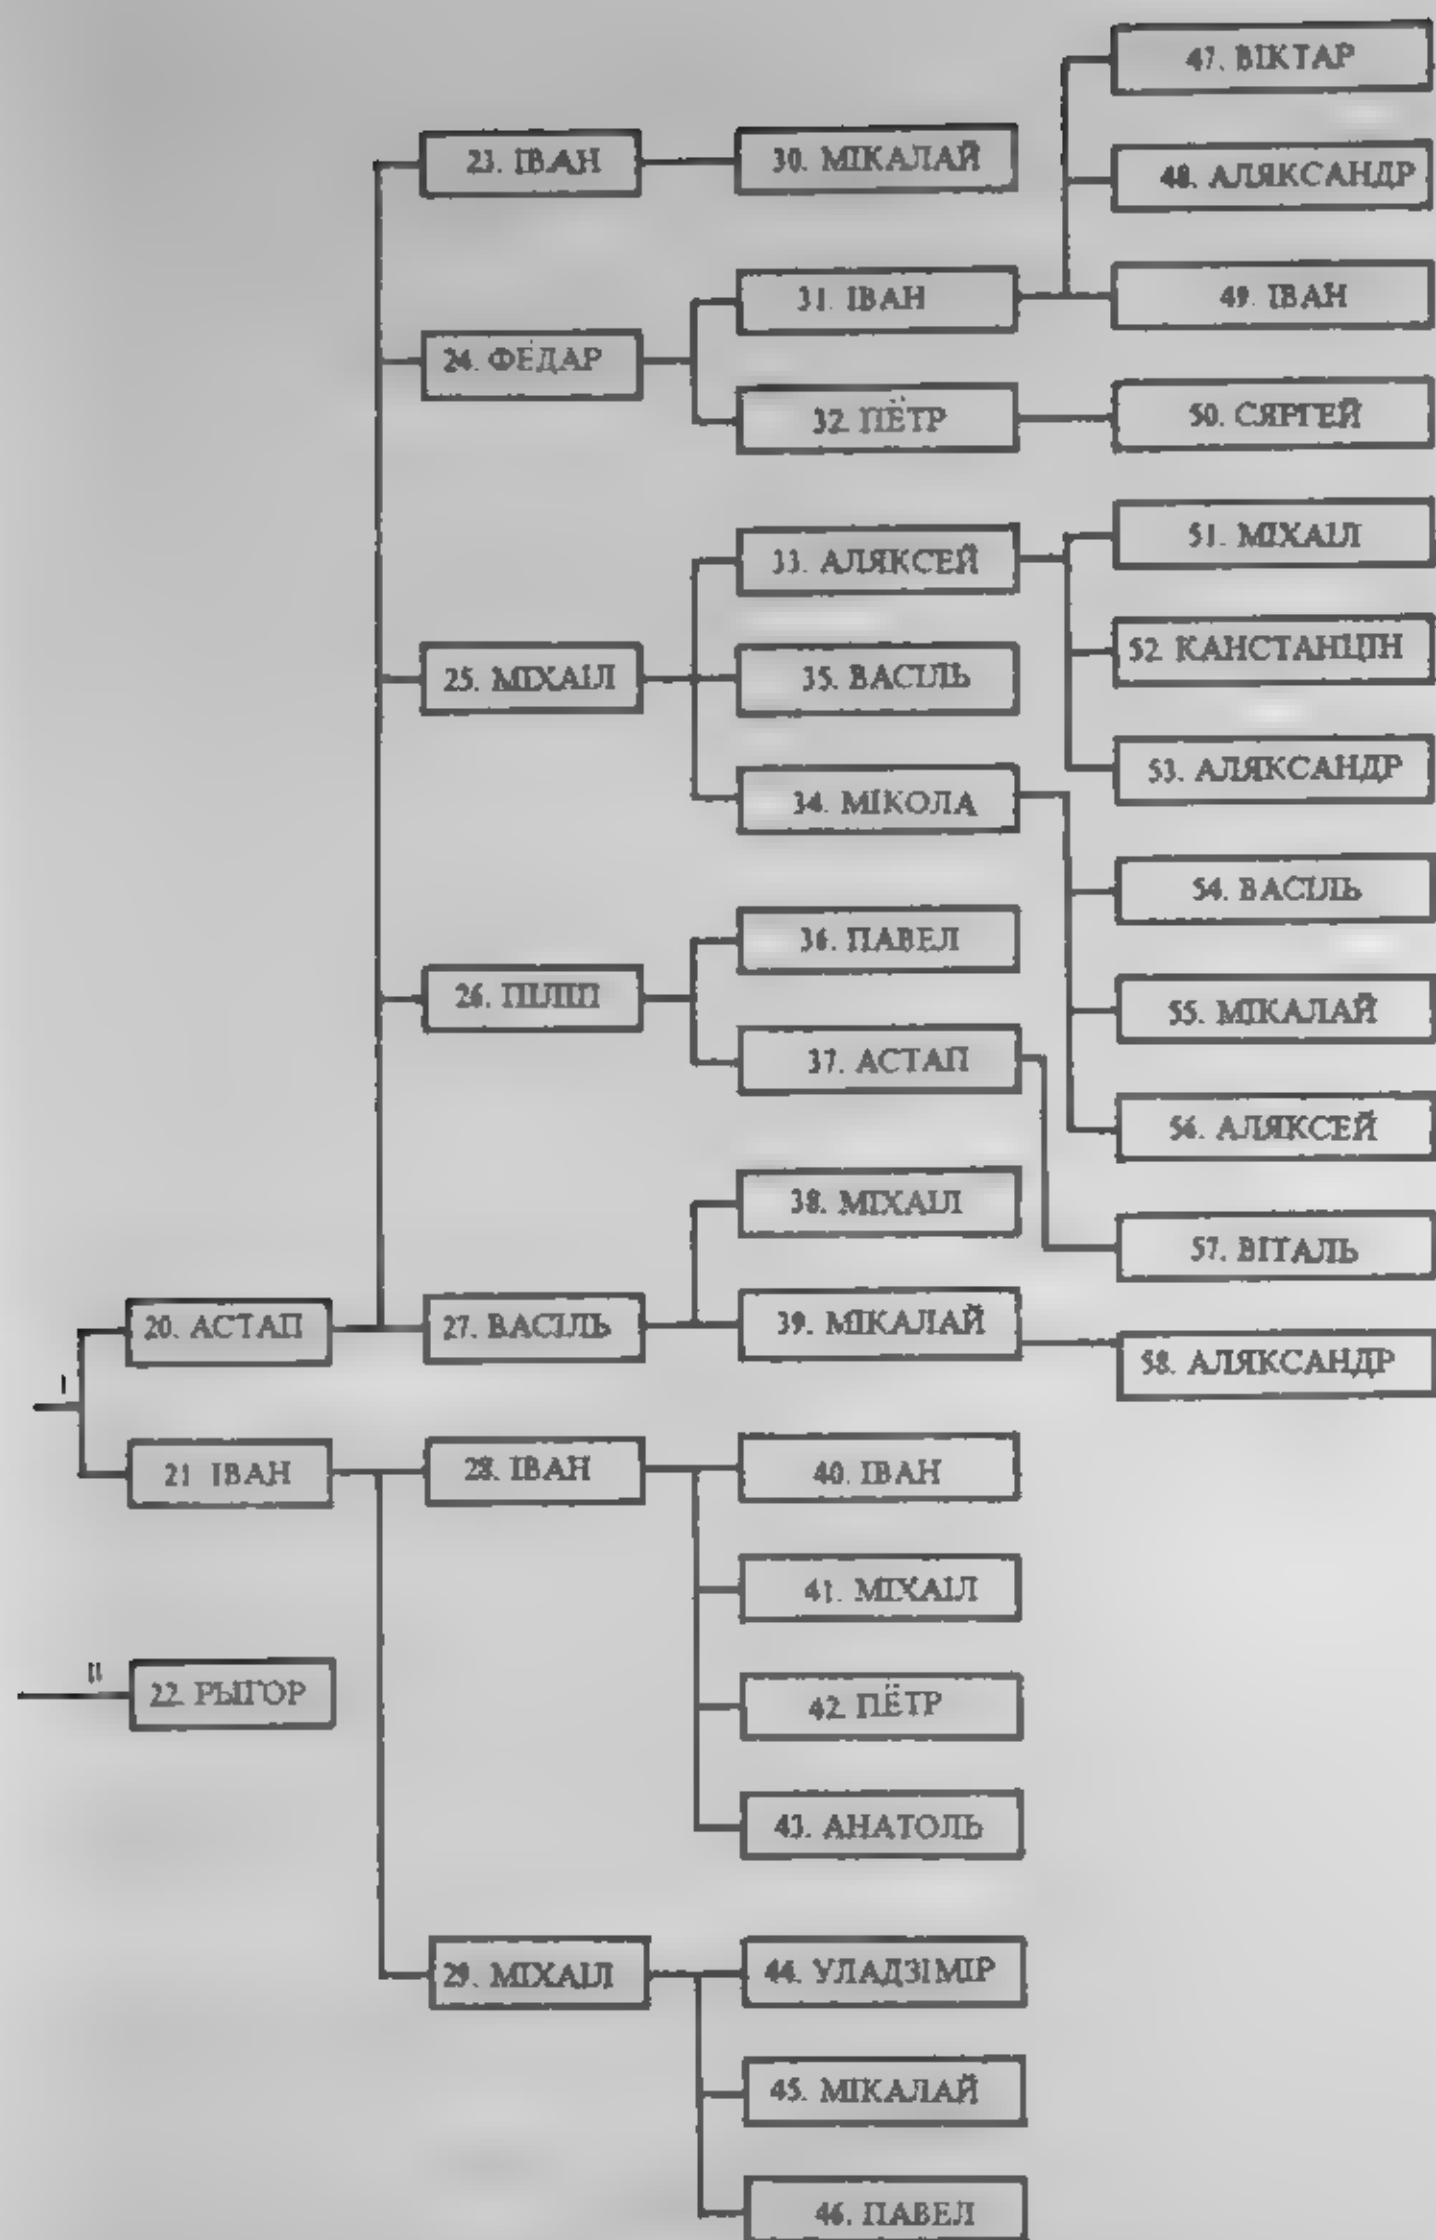 47. ВІКТАР
23. ІВАН
30. МІКАЛАЙ
48. АЛЯКСАНДР
31. ІВАН
49. ІВАН
24. ФЁДАР
32. ПЁТР
50. СЯРГЕЙ
33. АЛЯКСЕЙ
51. МІХАІЛ
25. МІХАІЛ
35. ВАСІЛЬ
52. КАНСТАНЦІН
34. МІКОЛА
53. АЛЯКСАНДР
54. ВАСІЛЬ
36. ПАВЕЛ
26. ПІЛІП
55. МІКАЛАЙ
37. АСТАП
56. АЛЯКСЕЙ
38. МІХАІЛ
57. ВІТАЛЬ
20. АСТАП
27. ВАСІЛЬ
39. МІКАЛАЙ
58. АЛЯКСАНДР
I
21 ІВАН
28. ІВАН
40. ІВАН
41. МІХАІЛ
II
22. РЫГОР
42. ПЁТР
43. АНАТОЛЬ
29. МІХАІЛ
44. УЛАДЗІМІР
45. МІКАЛАЙ
46. ПАВЕЛ